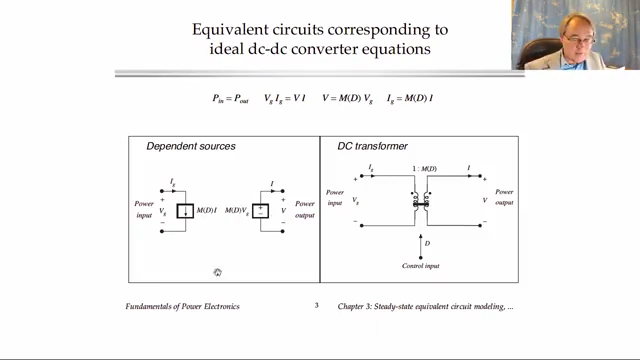 Equivalent circuits corresponding to
ideal dc-dc converter equations
P_in = P_out V_g I_g = V I V = M(D) V_g I_g = M(D) I
Dependent sources
I_g
I
Power
input
+
V_g
–
M(D)I
M(D)V_g
+
–
+
V
–
Power
output
DC transformer
I_g
1 : M(D)
I
Power
input
+
V_g
–
+
V
–
Power
output
D
Control input
Fundamentals of Power Electronics
3
Chapter 3: Steady-state equivalent circuit modeling, ...